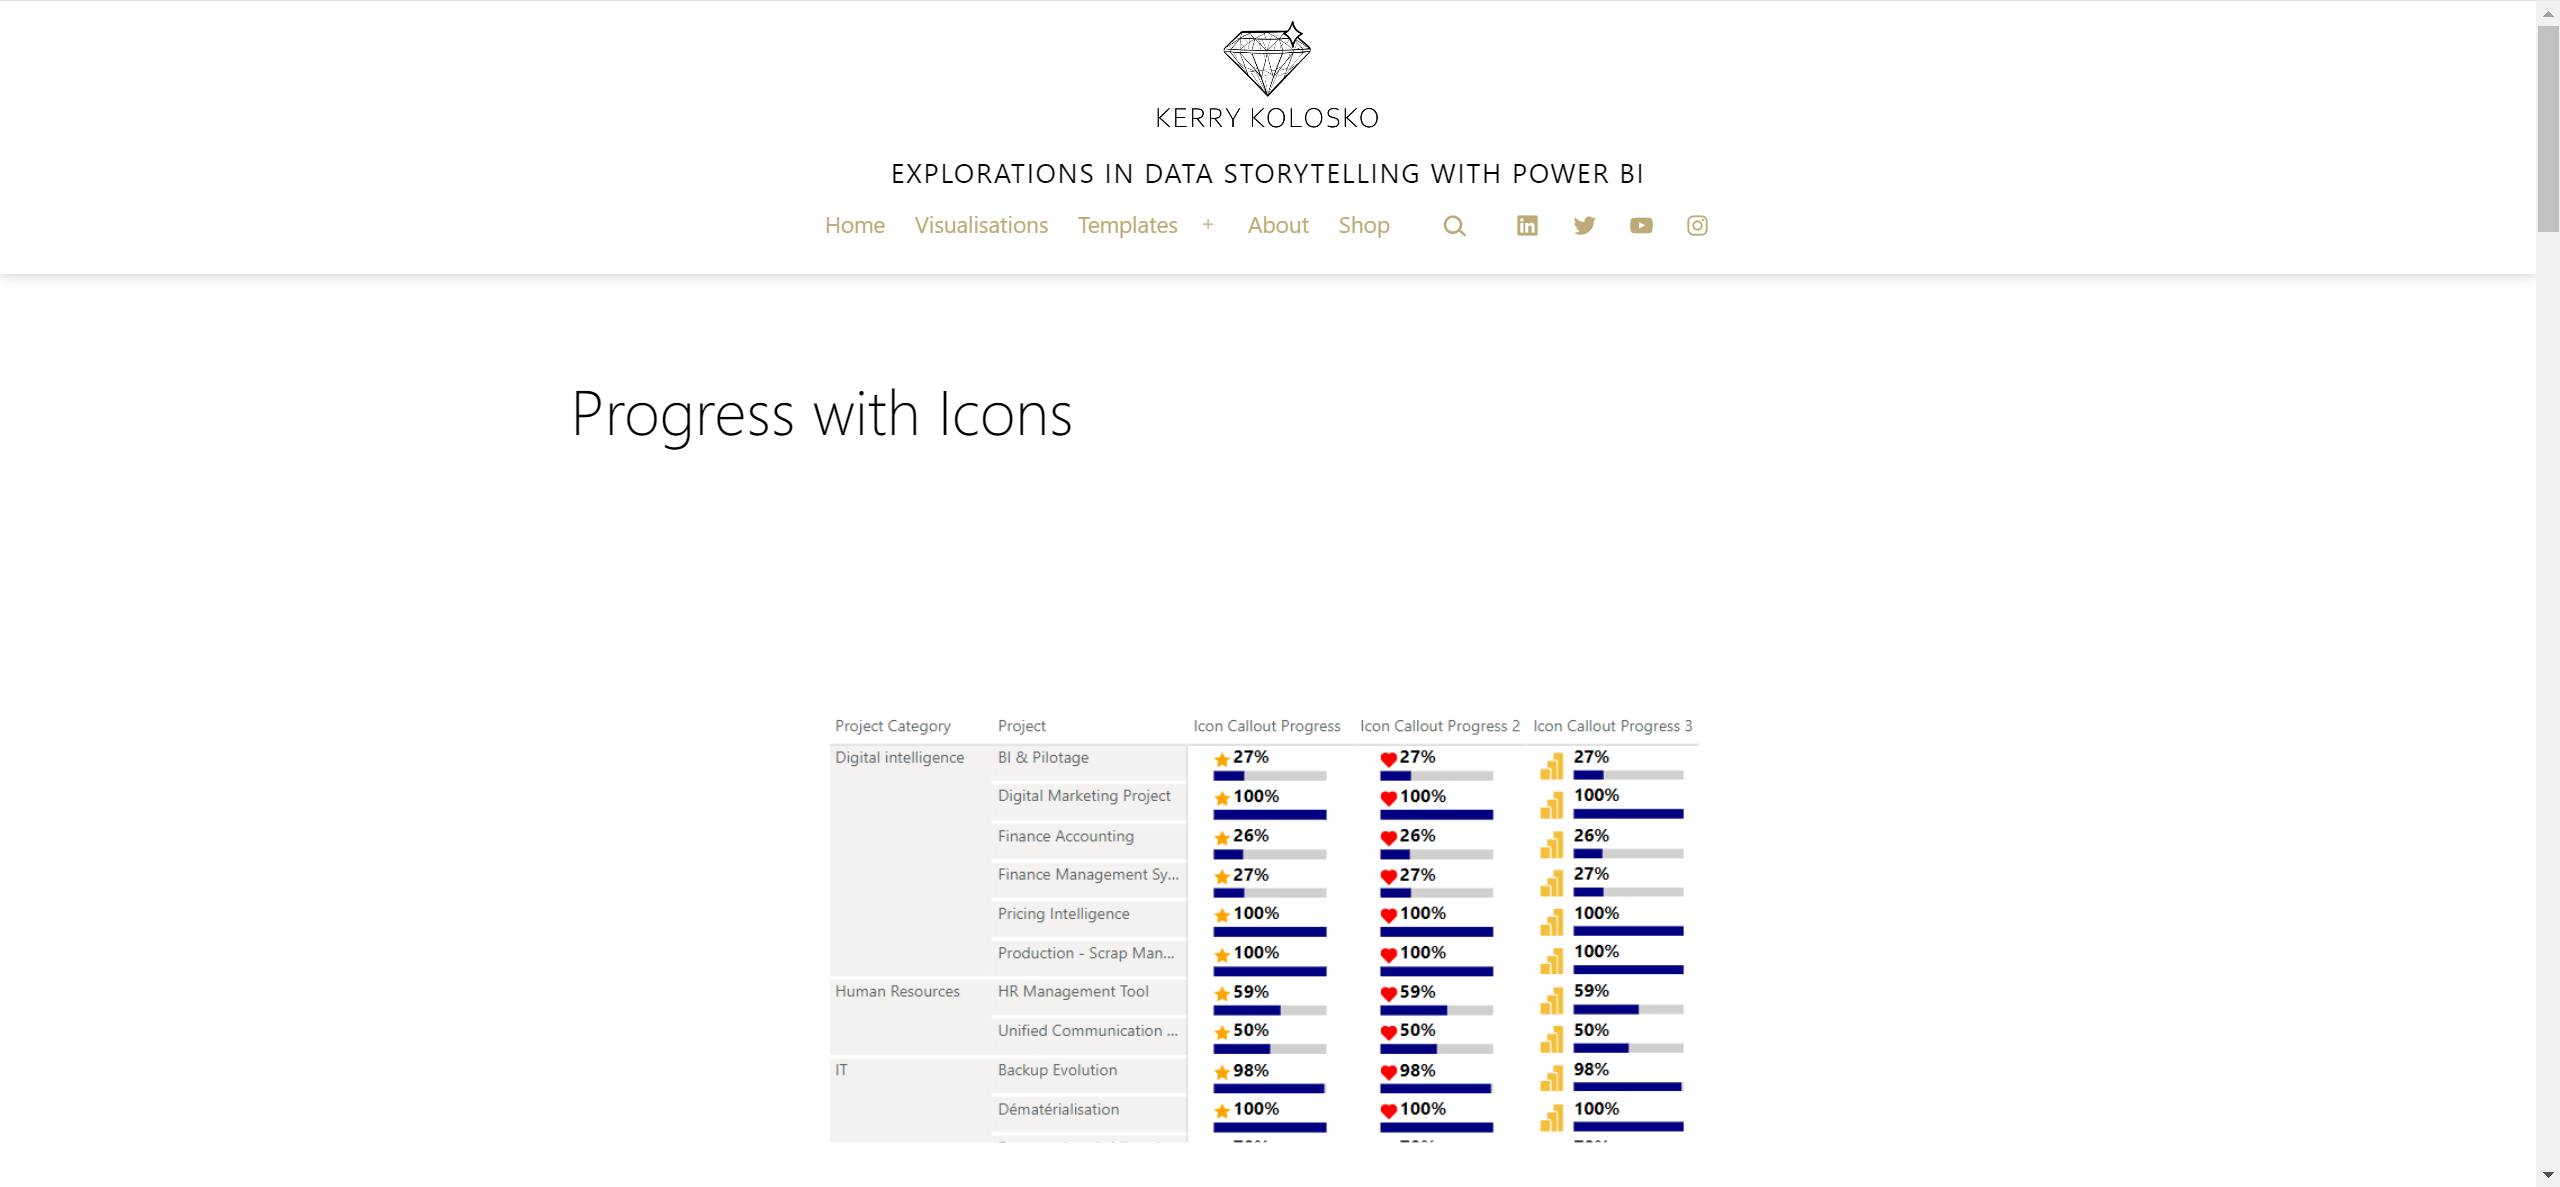 KERRY KOLOSKO
EXPLORATIONS IN DATA STORYTELLING WITH POWER BI
Home Visualisations Templates + About Shop
Progress with Icons
Project Category Project Icon Callout Progress Icon Callout Progress 2 Icon Callout Progress 3
Digital intelligence BI & Pilotage 27% 27% 27%
Digital Marketing Project 100% 100% 100%
Finance Accounting 26% 26% 26%
Finance Management Sy... 27% 27% 27%
Pricing Intelligence 100% 100% 100%
Production - Scrap Man... 100% 100% 100%
Human Resources HR Management Tool 59% 59% 59%
Unified Communication ... 50% 50% 50%
IT Backup Evolution 98% 98% 98%
Dématérialisation 100% 100% 100%